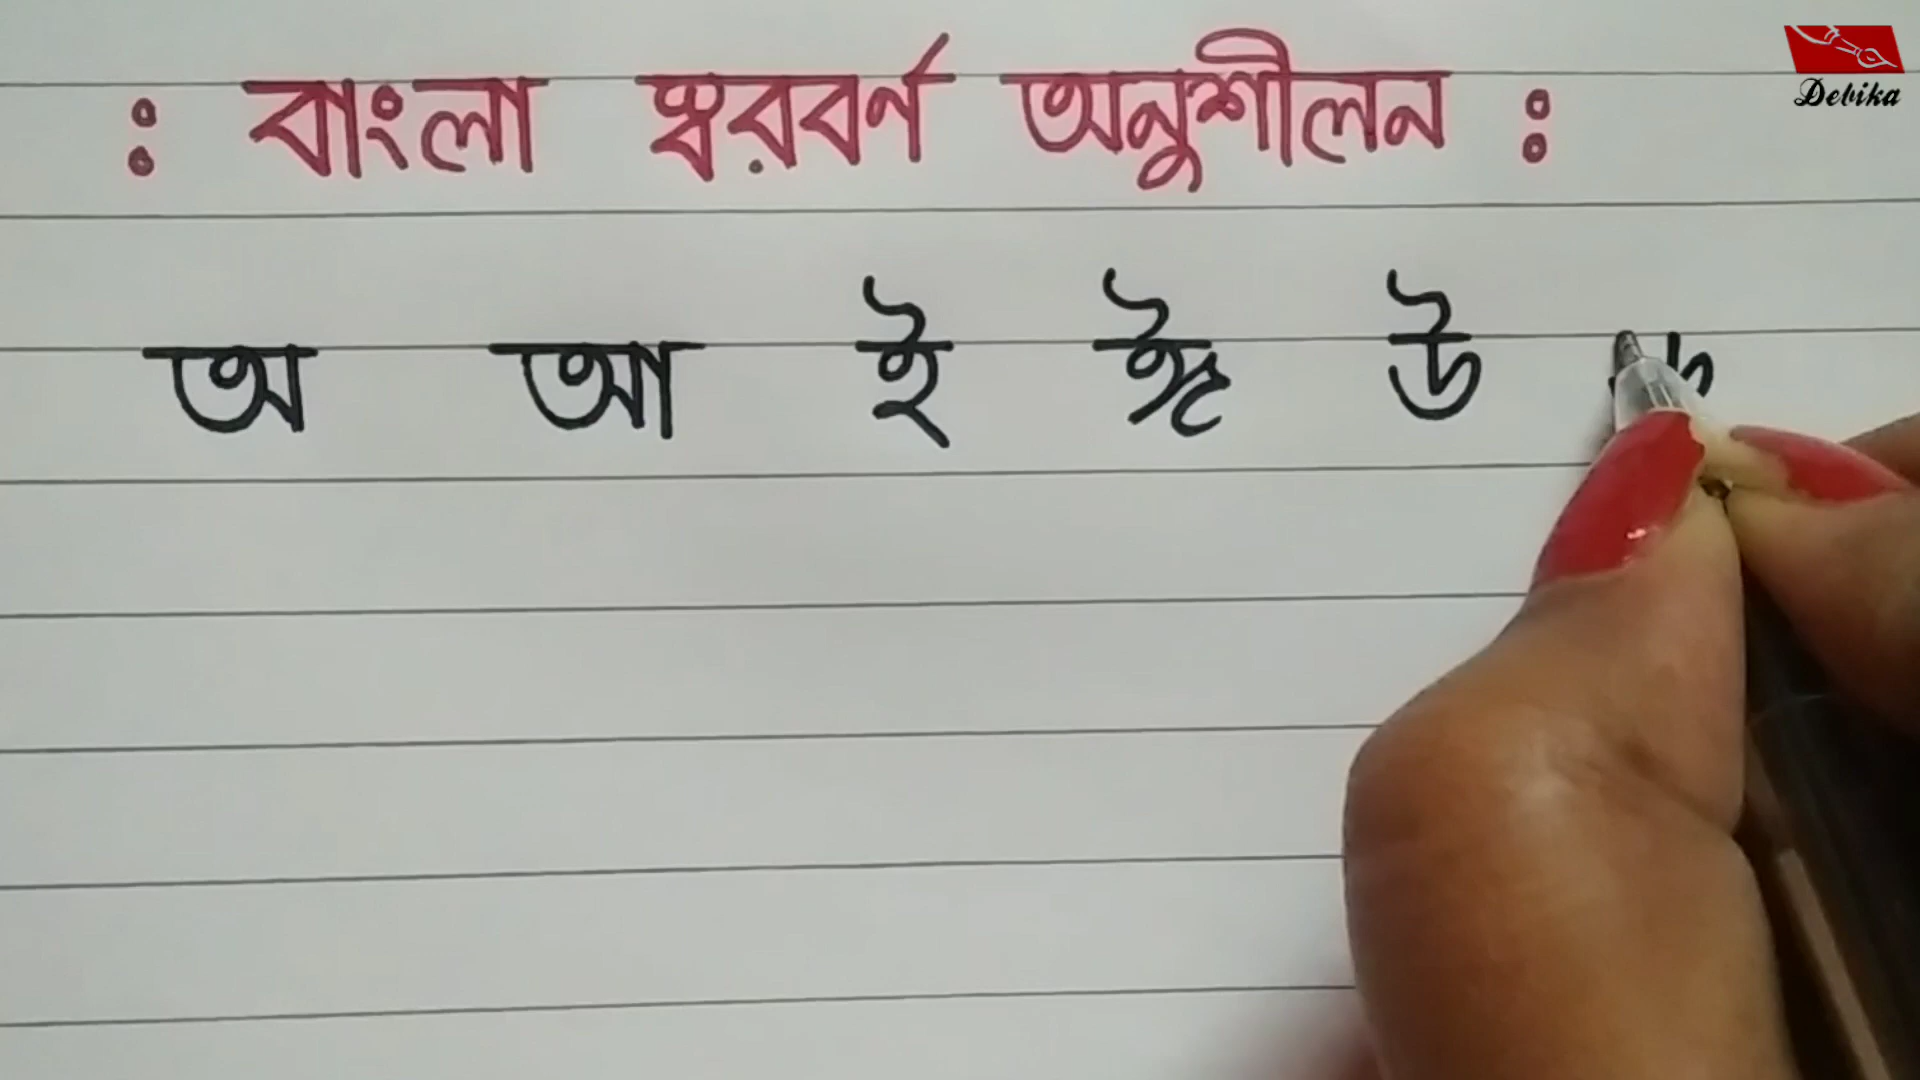 : বাংলা স্বরবর্ণ অনুশীলন :
Debika
অ আ ই ঈ উ